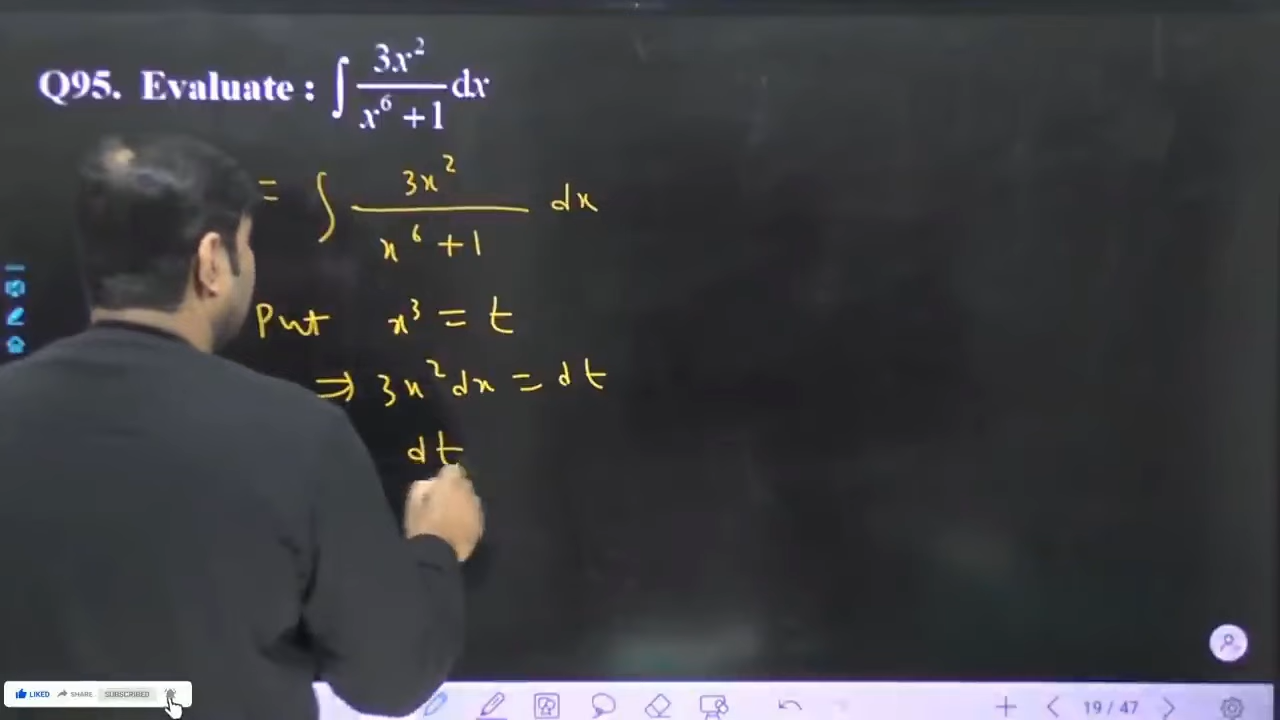 Q95. Evaluate : ∫ 3x²/(x⁶ + 1) dx
= ∫ 3x²/(x⁶ + 1) dx
Put x³ = t
⇒ 3x² dx = dt
dt
LIKED SHARE SUBSCRIBED
19 / 47